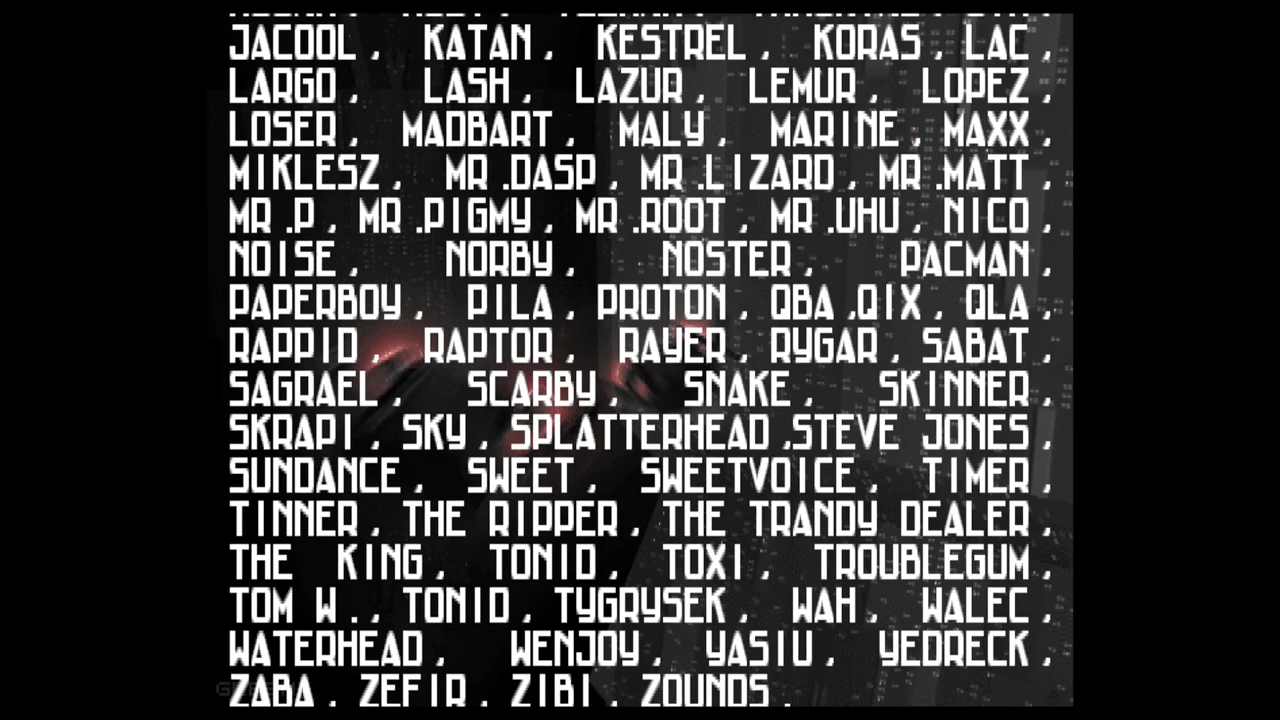 JACOOL, KATAN, KESTREL, KORAS, LAC,
LARGO, LASH, LAZUR, LEMUR, LOPEZ,
LOSER, MADBART, MALY, MARINE, MAXX,
MIKLESZ, MR.DASP, MR.LIZARD, MR.MATT,
MR.P, MR.PIGMY, MR.ROOT, MR.UHU, NICO,
NOISE, NORBY, NOSTER, PACMAN,
PAPERBOY, PILA, PROTON, QBA,QIX, QLA,
RAPPID, RAPTOR, RAYER, RYGAR, SABAT,
SAGRAEL, SCARBY, SNAKE, SKINNER,
SKRAPI, SKY, SPLATTERHEAD,STEVE JONES,
SUNDANCE, SWEET, SWEETVOICE, TIMER,
TINNER, THE RIPPER, THE TRANDY DEALER,
THE KING, TONID, TOXI, TROUBLEGUM,
TOM W., TONID, TYGRYSEK, WAH, WALEC,
WATERHEAD, WENJOY, YASIU, YEDRECK,
ZABA, ZEFIR, ZIBI, ZOUNDS.